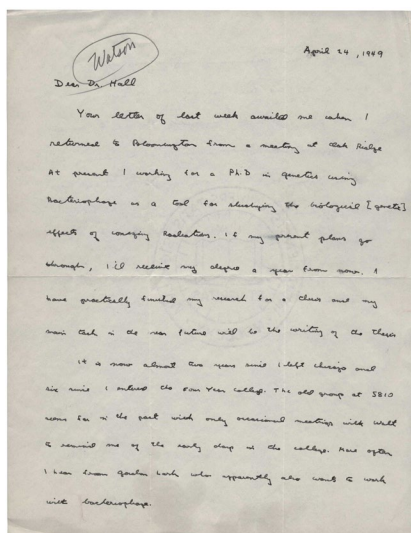 Watson
April 24, 1949
Dear Dr. Hall
Your letter of last week awaited me when I
returned to Bloomington from a meeting at Oak Ridge
At present I working for a Ph.D in genetics using
Bacteriophage as a tool for studying the biological [genetic]
effects of ionizing Radiation. If my present plans go
through, I'll receive my degree a year from now. I
have practically finished my research for a thesis and my
main task in the near future will be the writing of the thesis
It is now almost two years since I left Chicago and
six since I entered the Four Year College. The old group at 5810
seems far in the past with only occasional meetings with Walt
to remind me of the early days at the college. More often
I hear from who apparently also wants to work
with bacteriophage.